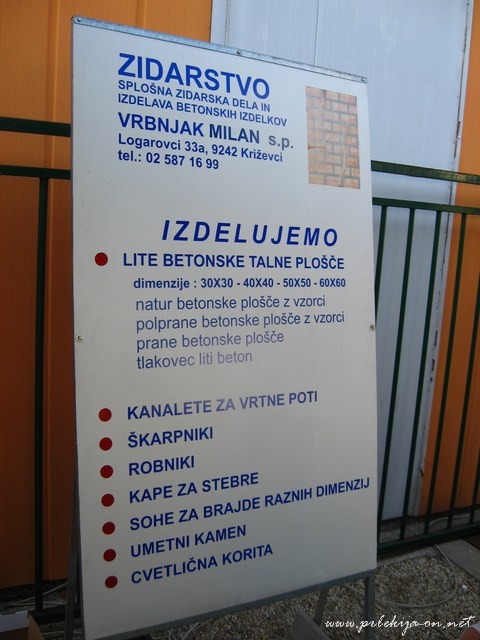 ZIDARSTVO
SPLOŠNA ZIDARSKA DELA IN
IZDELAVA BETONSKIH IZDELKOV
VRBNJAK MILAN s.p.
Logarovci 33a, 9242 Križevci
tel.: 02 587 16 99
IZDELUJEMO
LITE BETONSKE TALNE PLOŠČE
dimenzije : 30X30 - 40X40 - 50X50 - 60X60
natur betonske plošče z vzorci
polprane betonske plošče z vzorci
prane betonske plošče
tlakovec liti beton
KANALETE ZA VRTNE POTI
ŠKARPNIKI
ROBNIKI
KAPE ZA STEBRE
SOHE ZA BRAJDE RAZNIH DIMENZIJ
UMETNI KAMEN
CVETLIČNA KORITA
www.prlekija-on.net